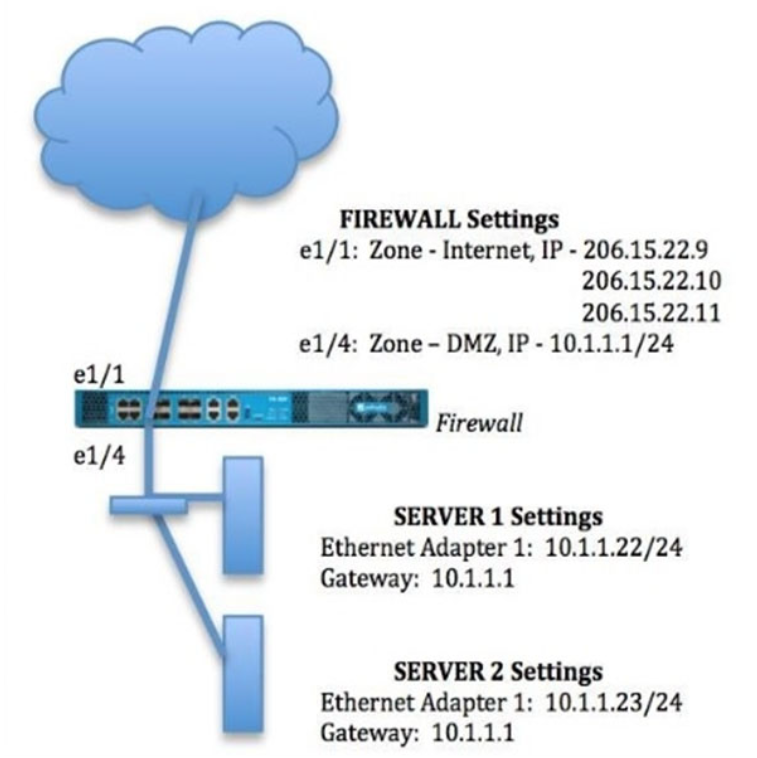 FIREWALL Settings
e1/1: Zone - Internet, IP - 206.15.22.9
206.15.22.10
206.15.22.11
e1/4: Zone – DMZ, IP - 10.1.1.1/24
e1/1
Firewall
e1/4
SERVER 1 Settings
Ethernet Adapter 1: 10.1.1.22/24
Gateway: 10.1.1.1
SERVER 2 Settings
Ethernet Adapter 1: 10.1.1.23/24
Gateway: 10.1.1.1